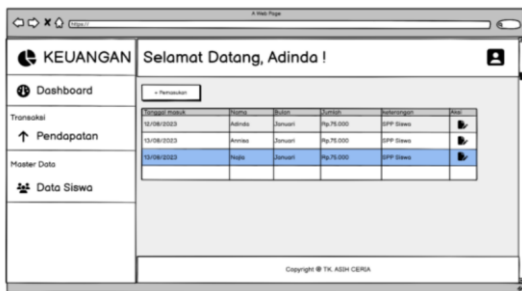 A Web Page
https://
KEUANGAN
Selamat Datang, Adinda !
Dashboard
+ Pemasukan
Transaksi
Pendapatan
Master Data
Data Siswa
Tanggal masuk Nama Bulan Jumlah keterangan Aksi
12/06/2023 Adinda Januari Rp.75.000 SPP Siswa
13/06/2023 Annisa Januari Rp.75.000 SPP Siswa
13/06/2023 Najla Januari Rp.75.000 SPP Siswa
Copyright @ TK. ASIH CERIA